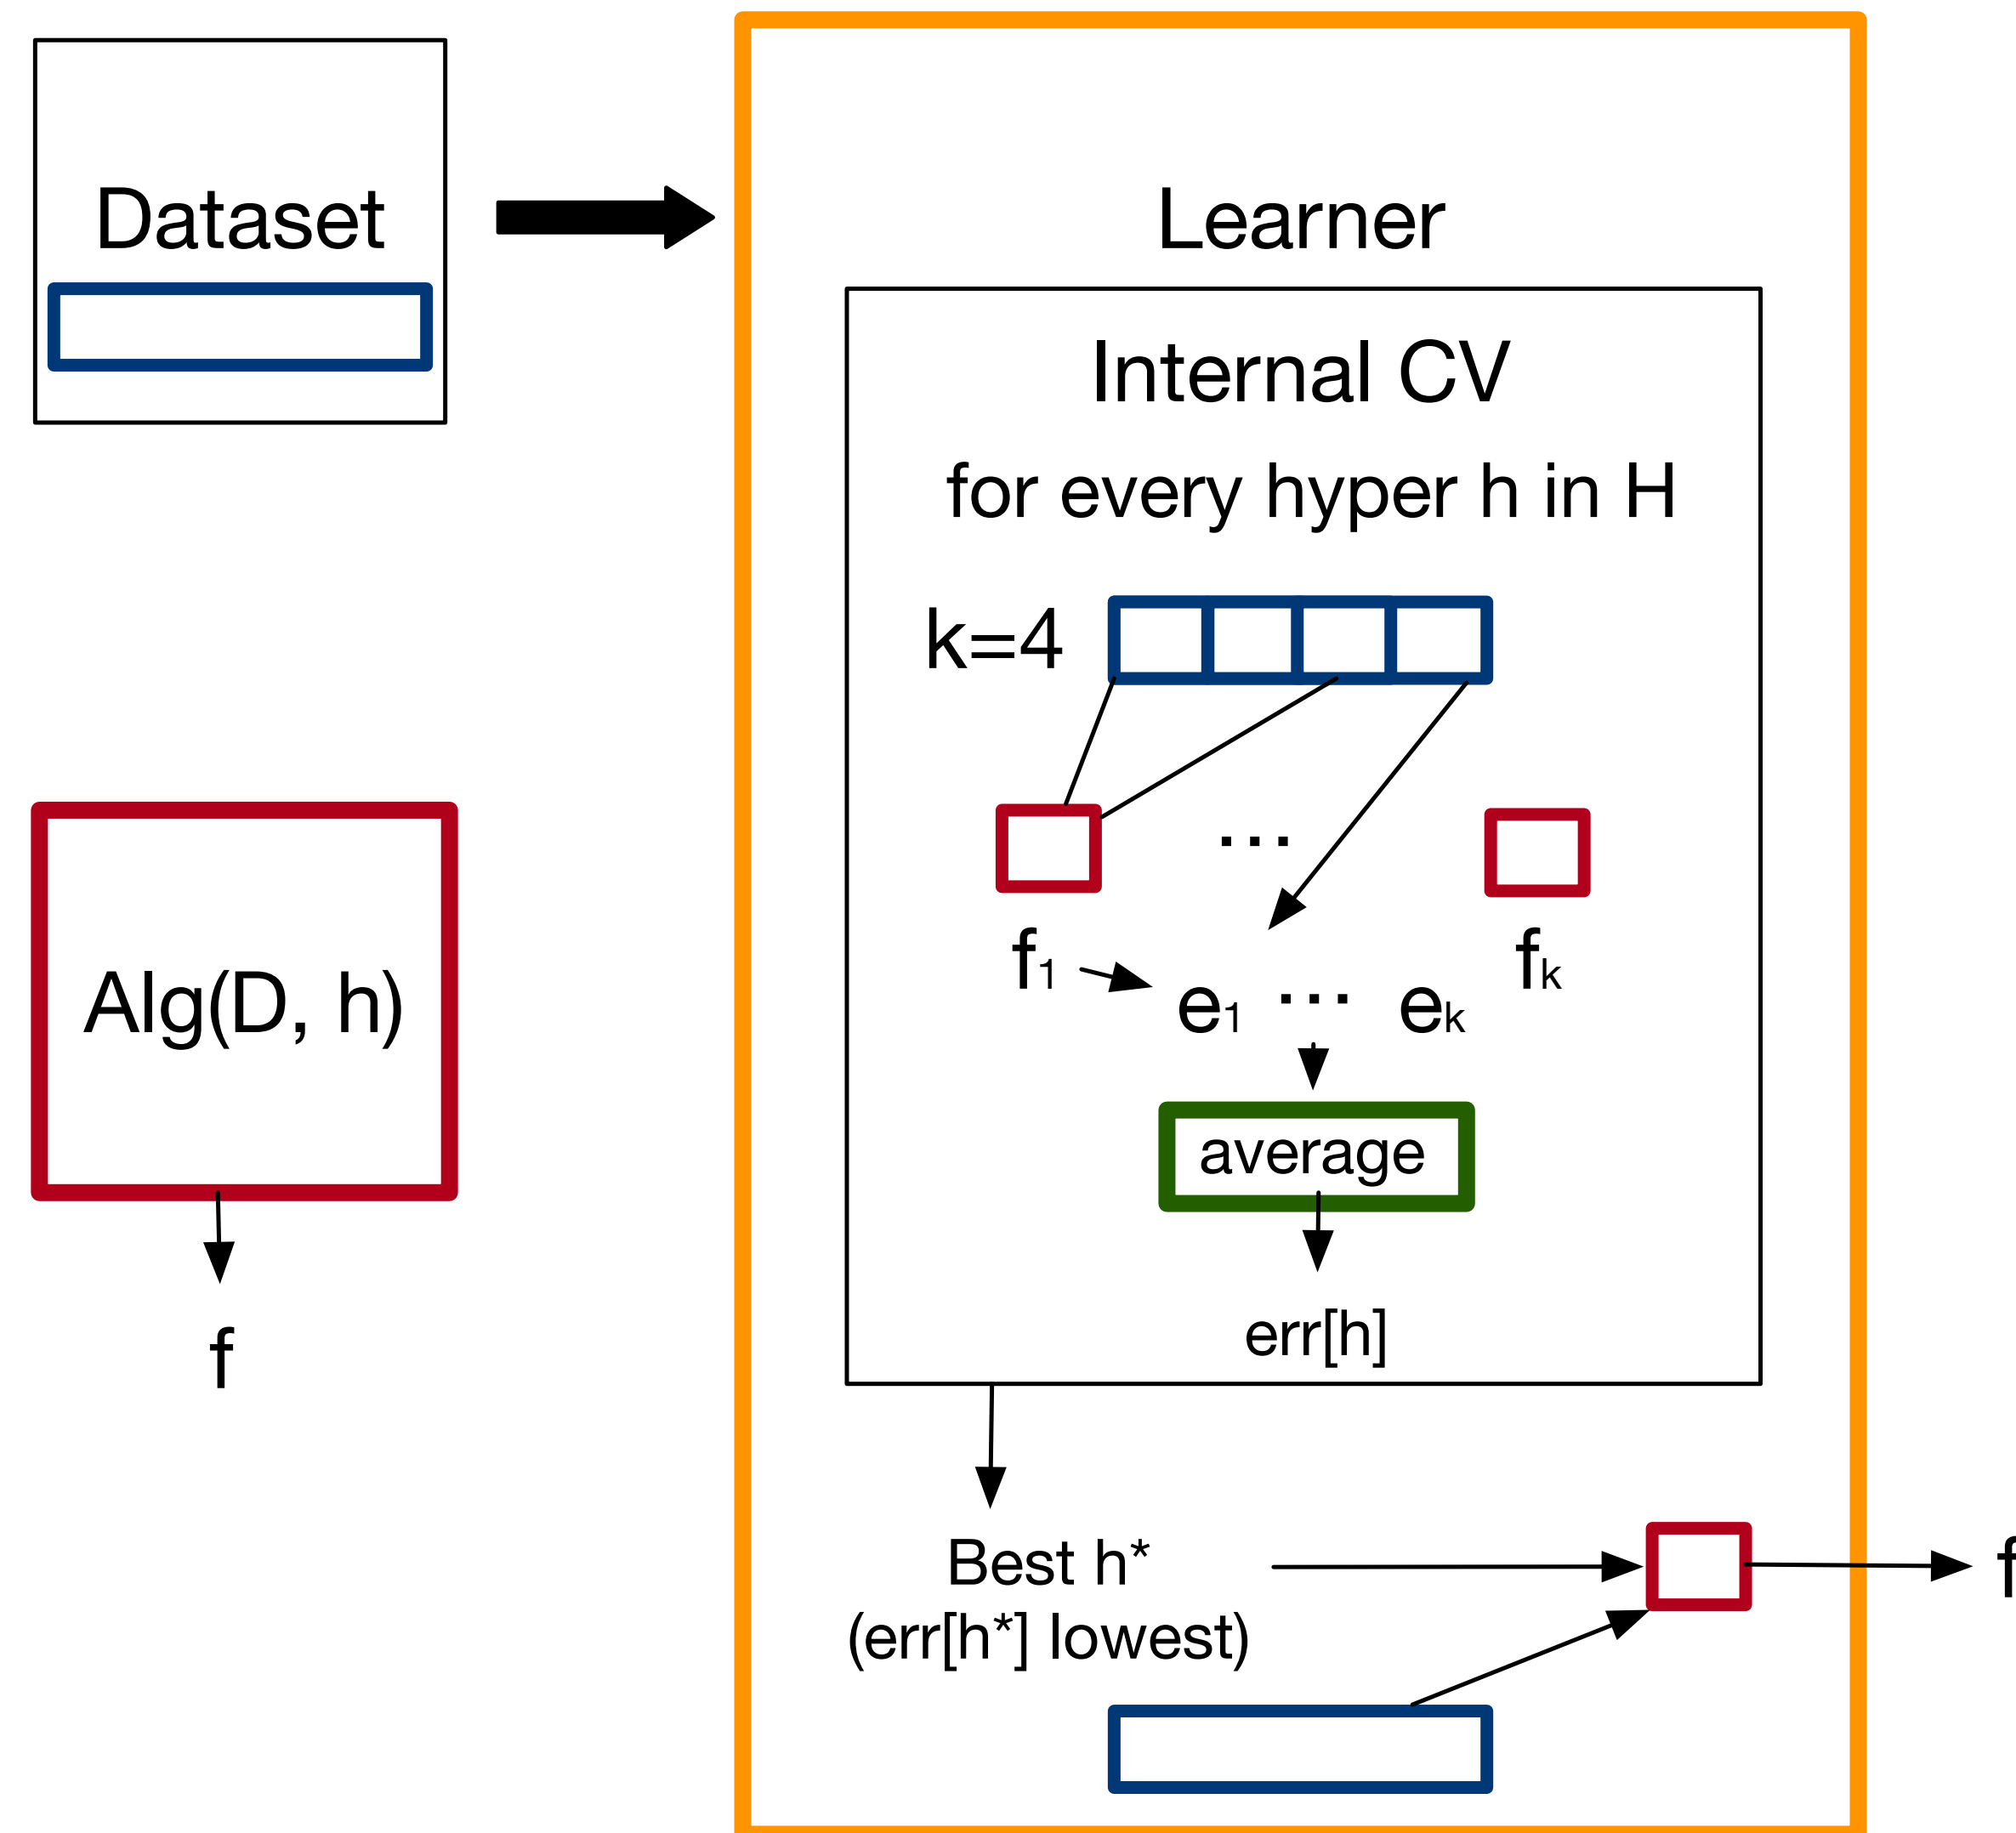 Dataset
Learner
Internal CV
for every hyper h in H
k=4
...
f1
fk
e1 ... ek
average
err[h]
Alg(D, h)
f
Best h*
(err[h*] lowest)
f